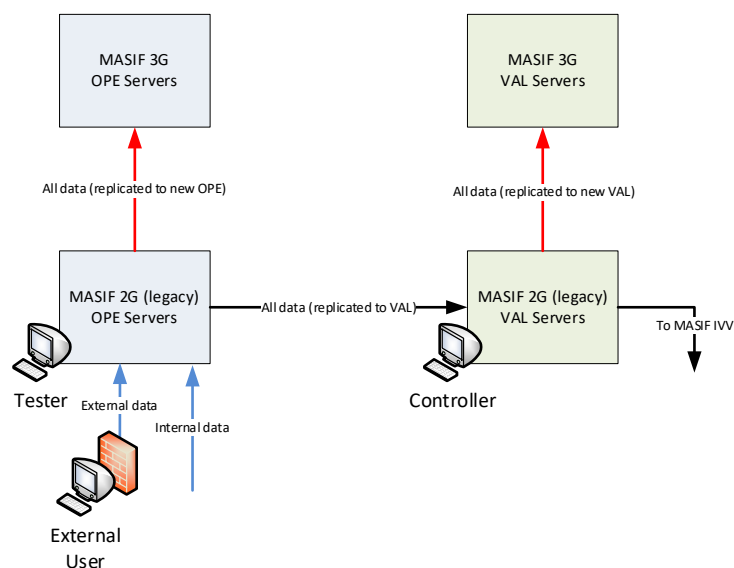 MASIF 3G
OPE Servers
MASIF 3G
VAL Servers
All data (replicated to new OPE)
All data (replicated to new VAL)
MASIF 2G (legacy)
OPE Servers
All data (replicated to VAL)
MASIF 2G (legacy)
VAL Servers
To MASIF IVV
Tester
Controller
External data
Internal data
External
User